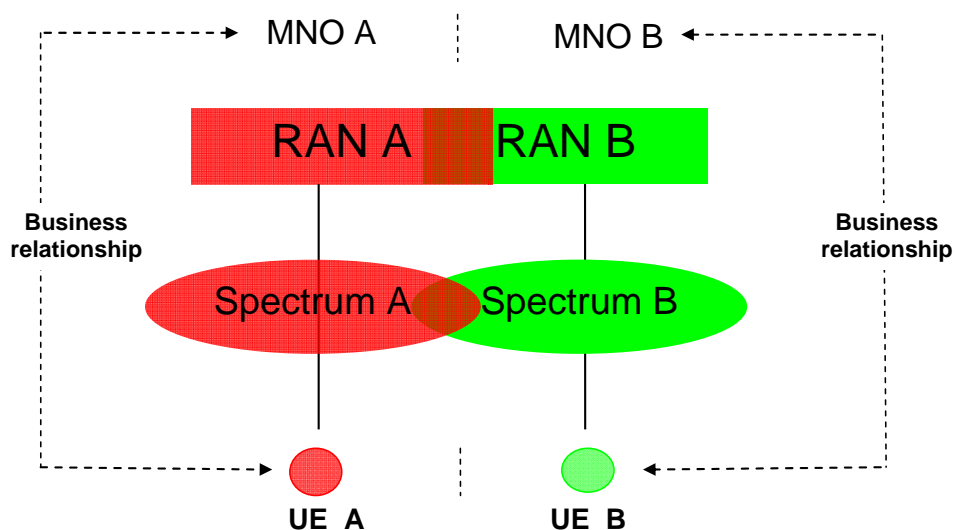 MNO A
MNO B
RAN A
RAN B
Business
relationship
Business
relationship
Spectrum A
Spectrum B
UE A
UE B